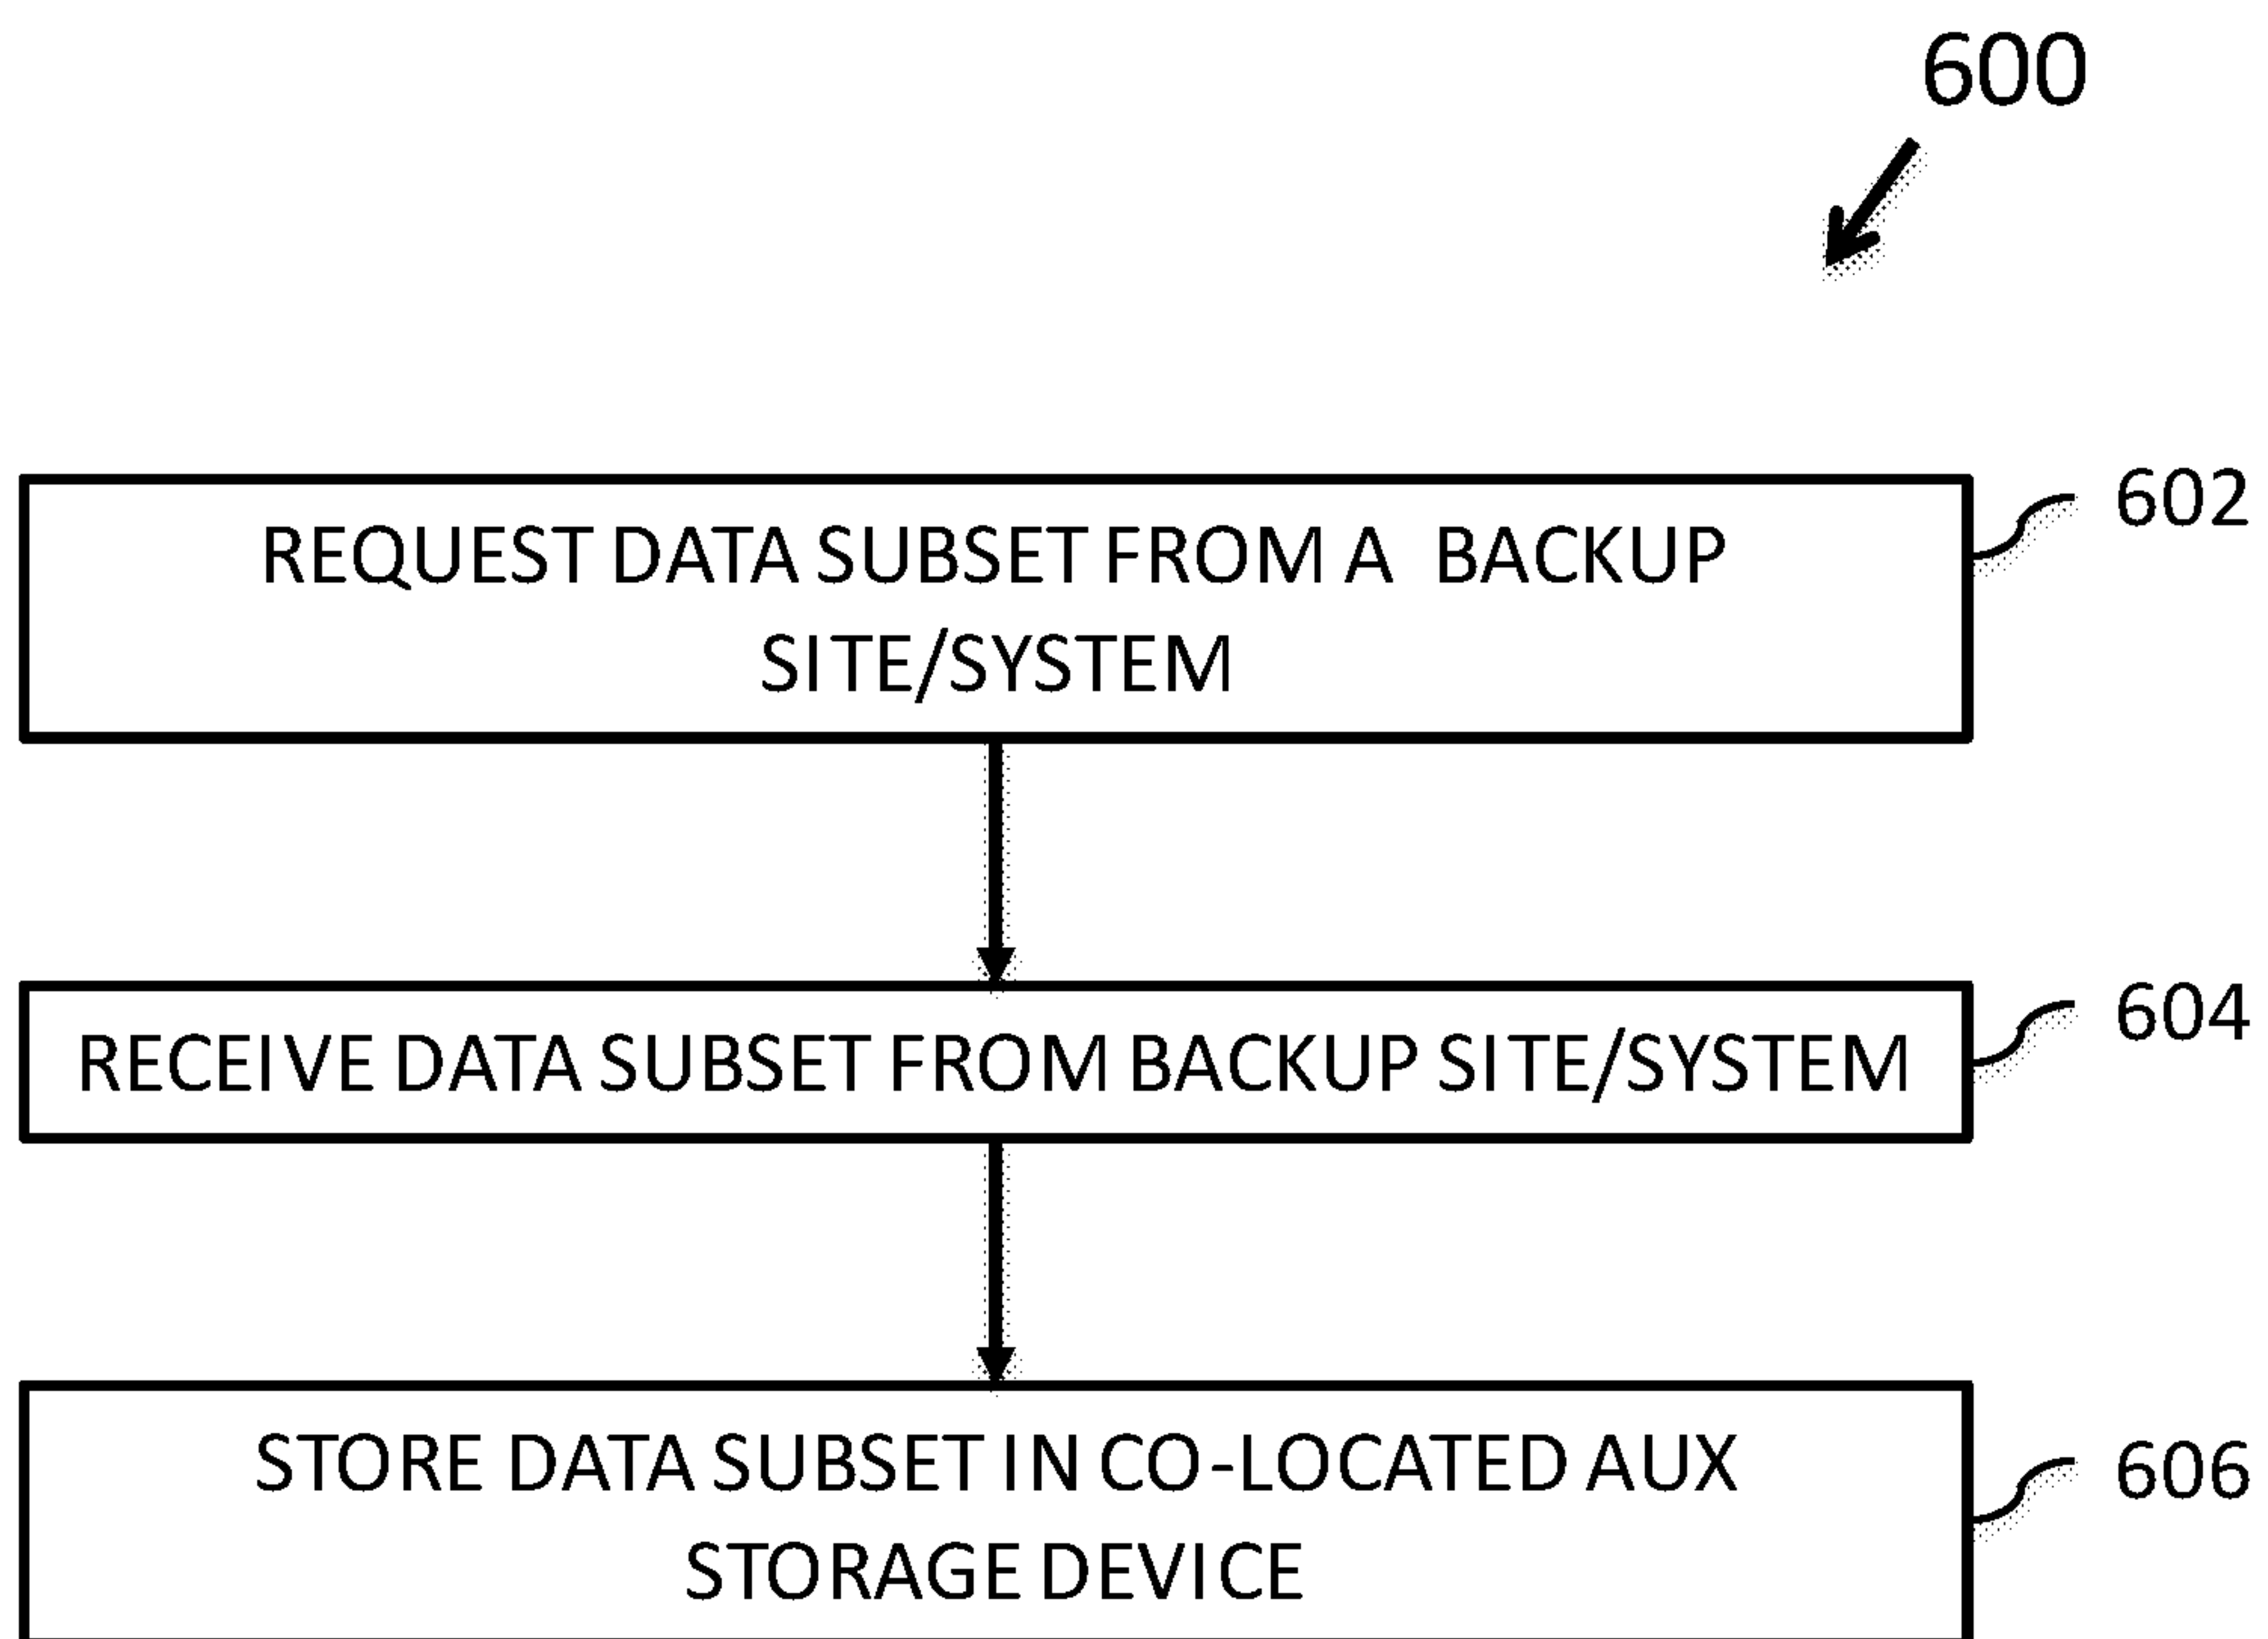 600
REQUEST DATA SUBSET FROM A BACKUP
SITE/SYSTEM
602
RECEIVE DATA SUBSET FROM BACKUP SITE/SYSTEM
604
STORE DATA SUBSET IN CO-LOCATED AUX
STORAGE DEVICE
606